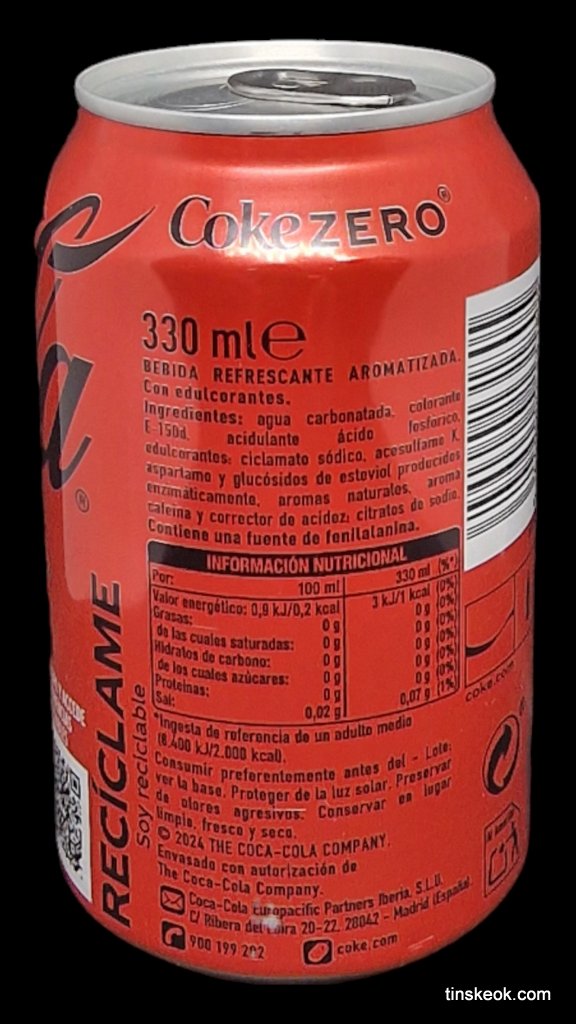 Coke ZERO®
330 ml e
BEBIDA REFRESCANTE AROMATIZADA.
Con edulcorantes.
Ingredientes: agua carbonatada, colorante
E-150d, acidulante ácido fosfórico,
edulcorantes: ciclamato sódico, acesulfamo K,
aspartamo y glucósidos de esteviol producidos
enzimáticamente, aromas naturales, aroma
cafeína y corrector de acidez: citratos de sodio.
Contiene una fuente de fenilalanina.
INFORMACIÓN NUTRICIONAL
Por: 100 ml 330 ml (%*)
Valor energético: 0,9 kJ/0,2 kcal 3 kJ/1 kcal (0%)
Grasas: 0 g 0 g (0%)
de las cuales saturadas: 0 g 0 g (0%)
Hidratos de carbono: 0 g 0 g (0%)
de los cuales azúcares: 0 g 0 g (0%)
Proteínas: 0 g 0 g (0%)
Sal: 0,02 g 0,07 g (1%)
*Ingesta de referencia de un adulto medio
(8.400 kJ/2.000 kcal).
Consumir preferentemente antes del - Lote:
ver la base. Proteger de la luz solar. Preservar
de olores agresivos. Conservar en lugar
limpio, fresco y seco.
© 2024 THE COCA-COLA COMPANY.
Envasado con autorización de
The Coca-Cola Company.
Coca-Cola Europacific Partners Iberia, S.L.U.
C/ Ribera del Loira 20-22. 28042 - Madrid (España).
900 199 202 coke.com
RECÍCLAME
Soy reciclable
coke.com
tinskeok.com